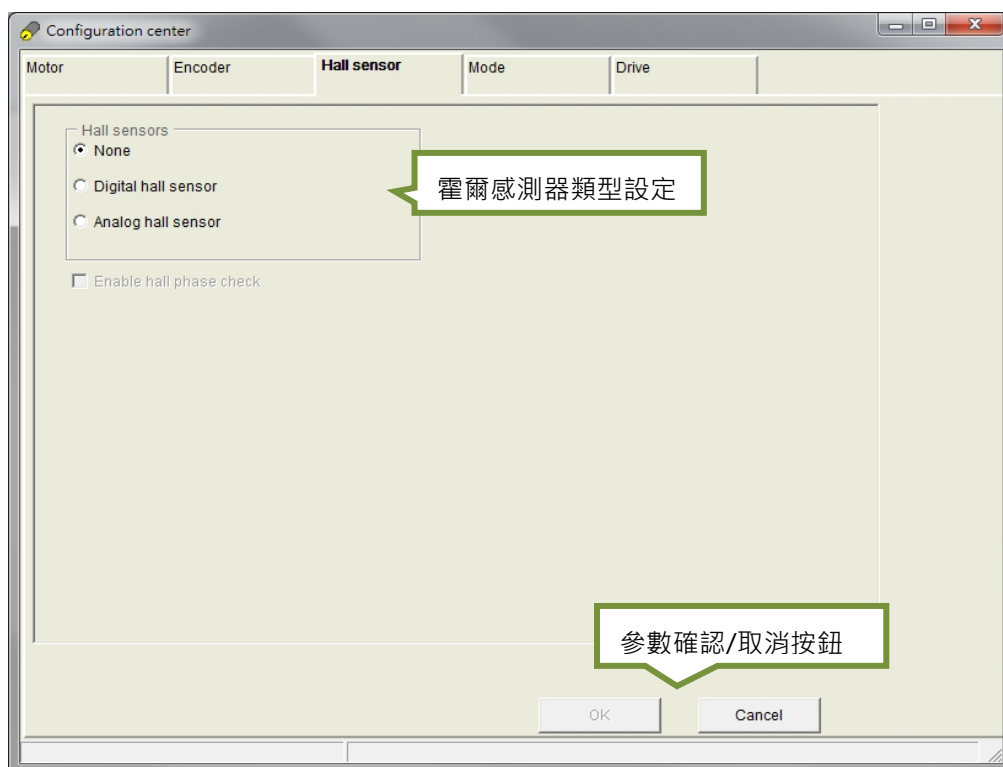 Configuration center
Motor Encoder Hall sensor Mode Drive
Hall sensors
None
Digital hall sensor
霍爾感測器類型設定
Analog hall sensor
Enable hall phase check
參數確認/取消按鈕
OK Cancel